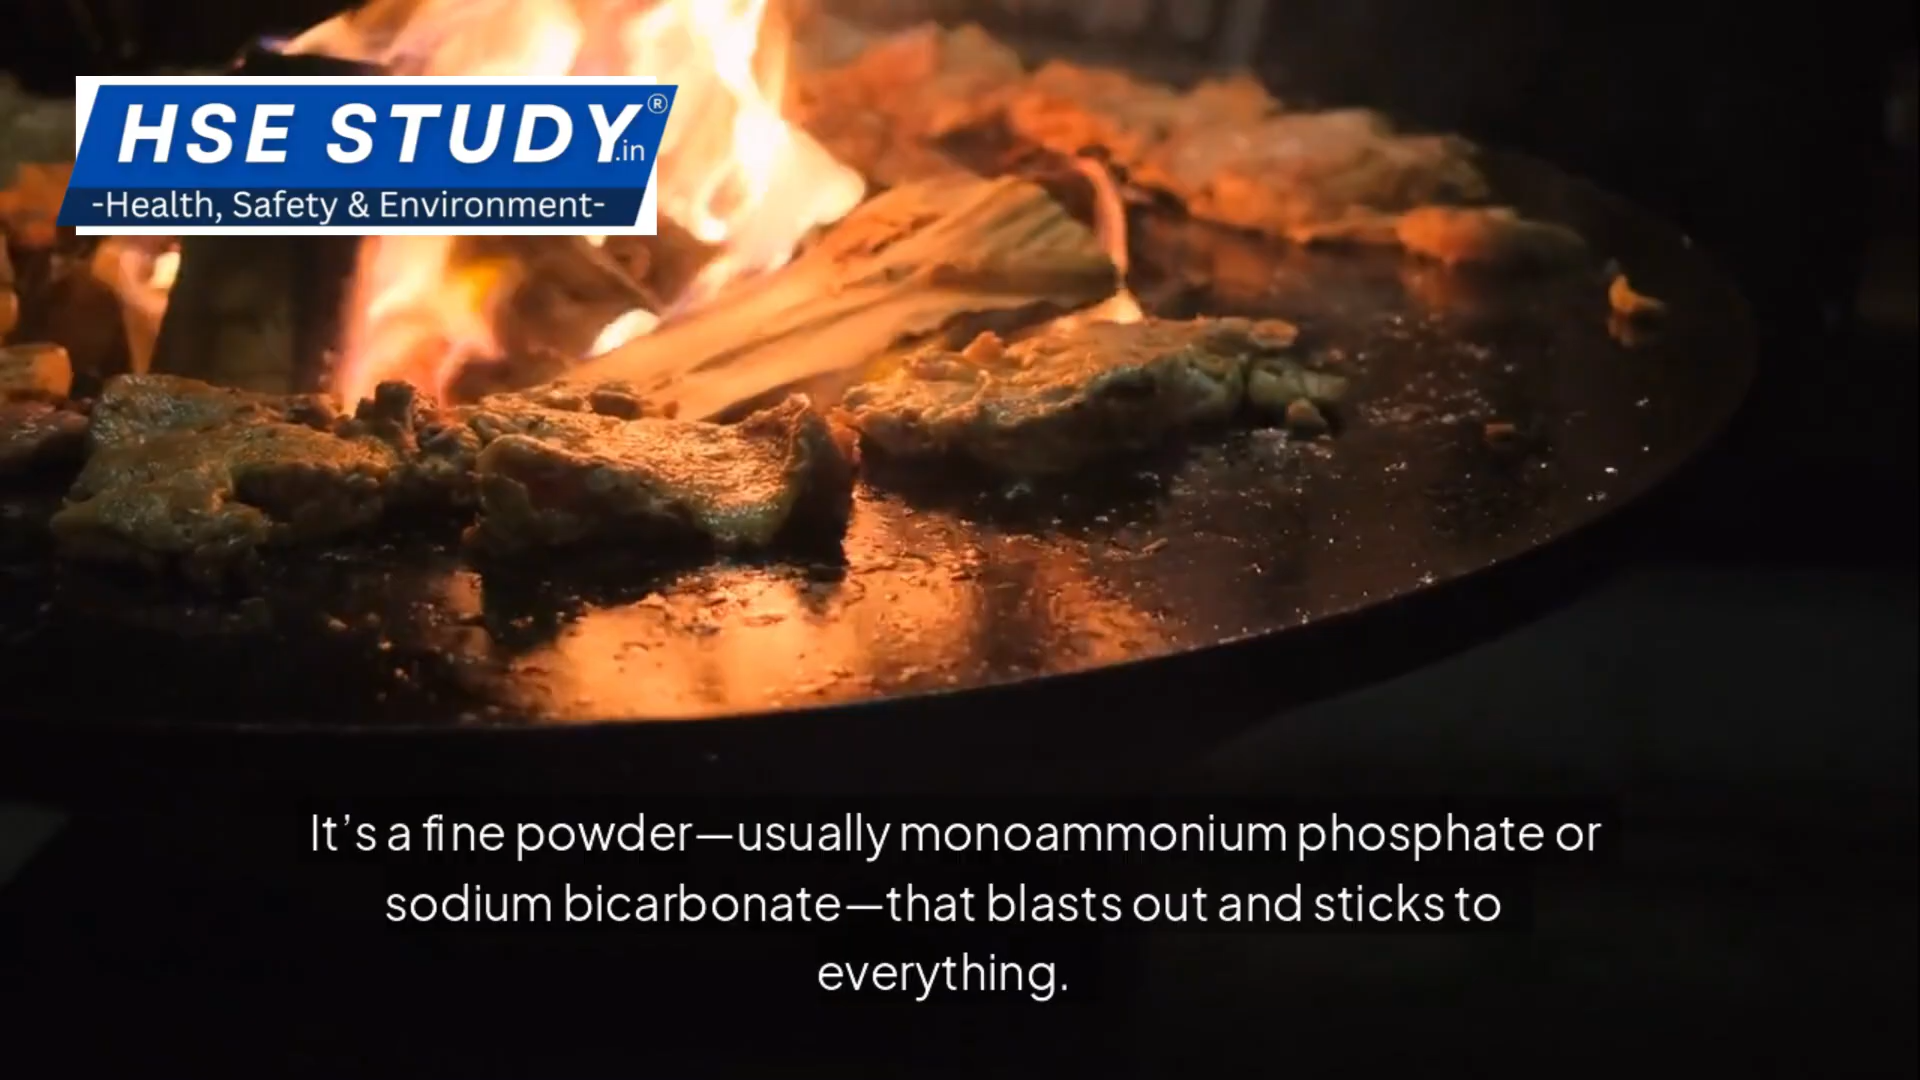 HSE STUDY®
.in
-Health, Safety & Environment-
It’s a fine powder—usually monoammonium phosphate or
sodium bicarbonate—that blasts out and sticks to
everything.